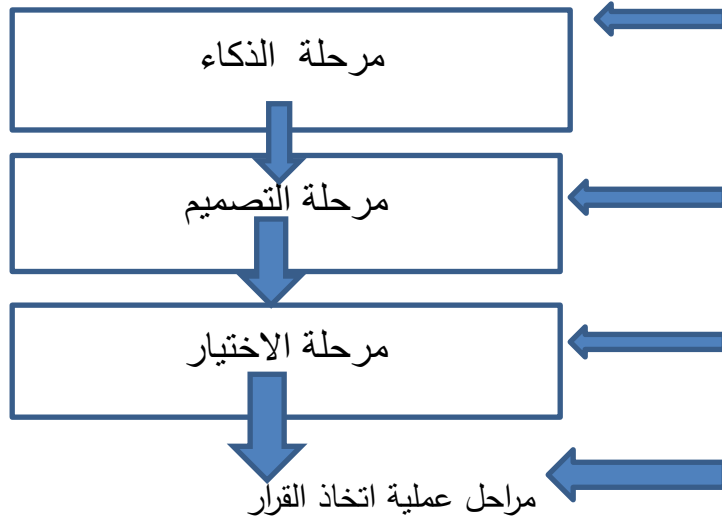 مرحلة الذكاء
مرحلة التصميم
مرحلة الاختيار
مراحل عملية اتخاذ القرار